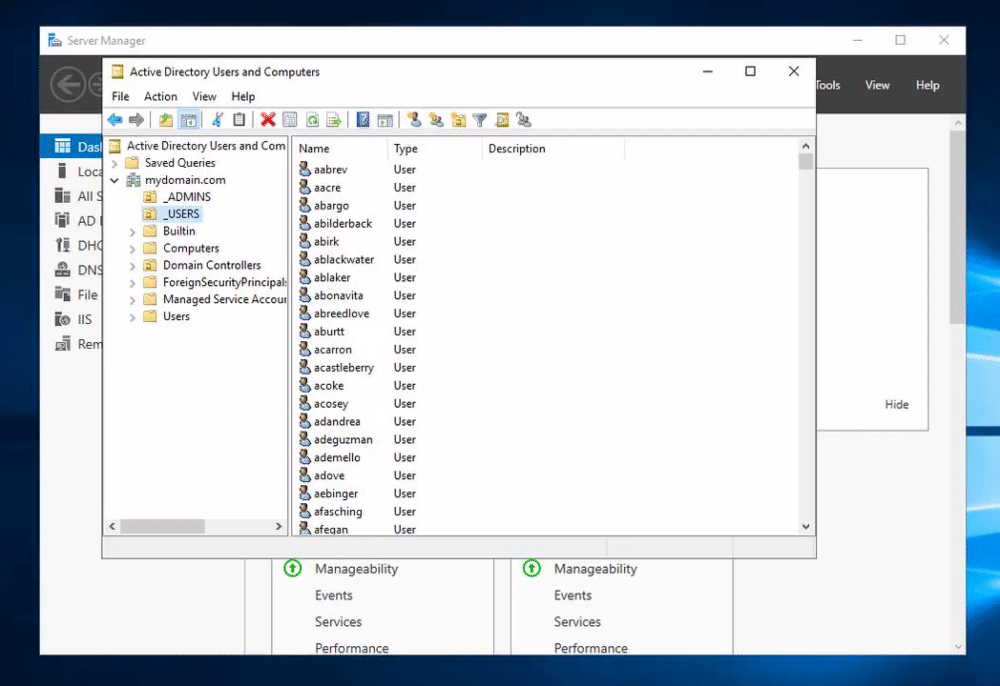 Server Manager
Active Directory Users and Computers
File Action View Help
Tools View Help
Dash
Loca
All S
AD
DHC
DNS
File
IIS
Rem
Active Directory Users and Com
Saved Queries
mydomain.com
_ADMINS
_USERS
Builtin
Computers
Domain Controllers
ForeignSecurityPrincipals
Managed Service Accour
Users
Name Type Description
aabrev User
aacre User
abargo User
abilderback User
abirk User
ablackwater User
ablaker User
abonavita User
abreedlove User
aburtt User
acarron User
acastleberry User
acoke User
acosey User
adandrea User
adeguzman User
ademello User
adove User
aebinger User
afasching User
afegan User
Hide
Manageability
Events
Services
Performance
Manageability
Events
Services
Performance